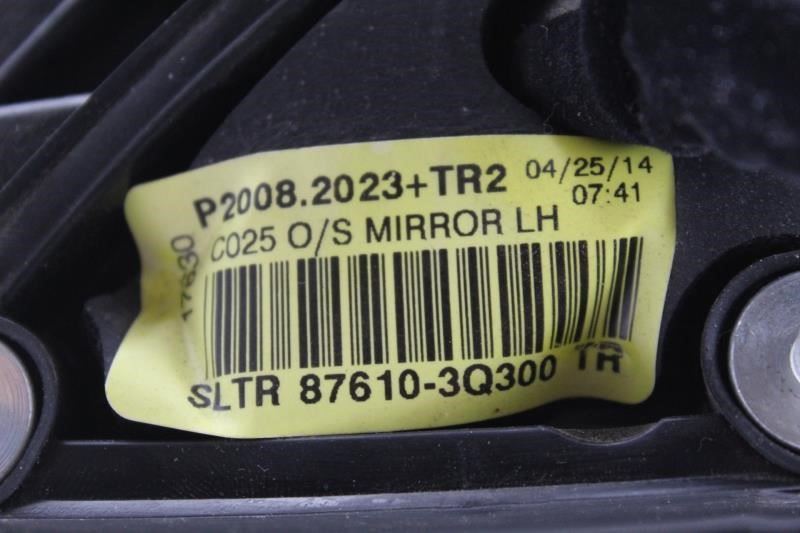 P2008.2023+TR2 04/25/14
07:41
C025 O/S MIRROR LH
17630
SLTR 87610-3Q300 TR